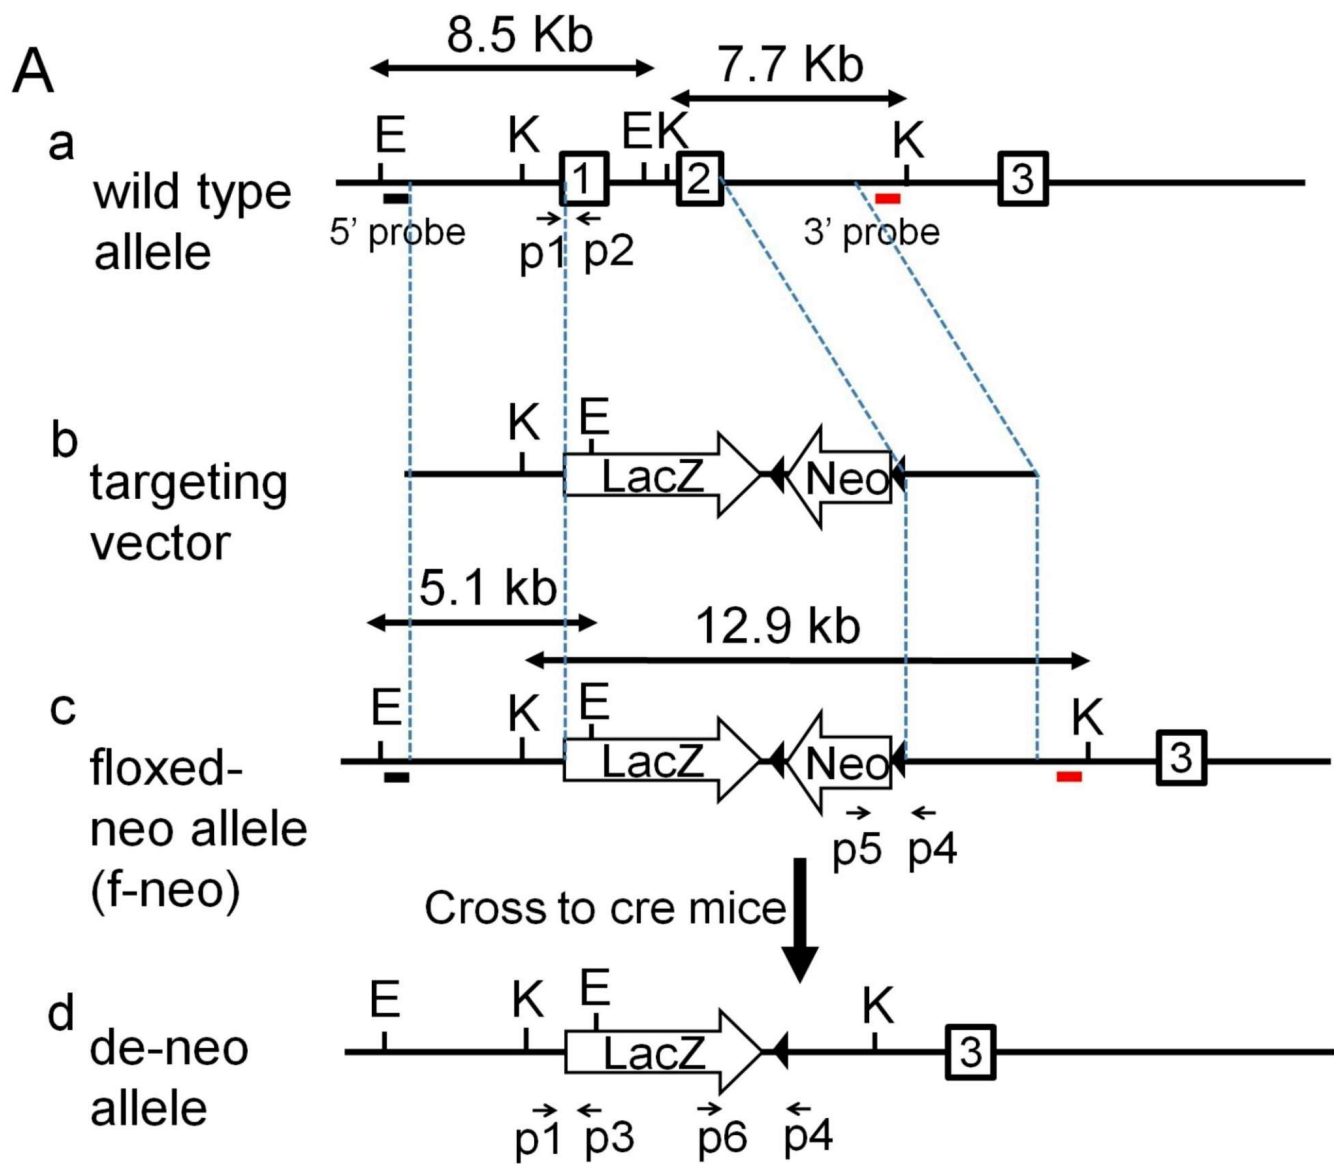 A
8.5 Kb
7.7 Kb
a
wild type
allele
E K 1 E K 2 K 3
5’ probe
p1 p2
3’ probe
b
targeting
vector
K E
LacZ Neo
5.1 kb
12.9 kb
c
floxed-
neo allele
(f-neo)
E K E K
LacZ Neo 3
p5 p4
Cross to cre mice
d
de-neo
allele
E K E K
LacZ 3
p1 p3 p6 p4